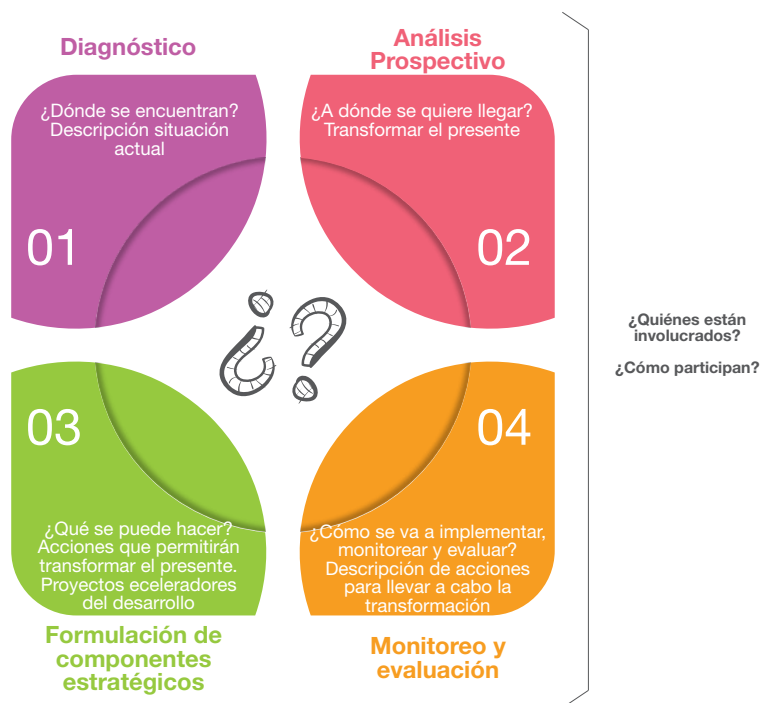 Diagnóstico
¿Dónde se encuentran?
Descripción situación
actual
01
Análisis
Prospectivo
¿A dónde se quiere llegar?
Transformar el presente
02
¿?
¿Quiénes están
involucrados?
¿Cómo participan?
03
¿Qué se puede hacer?
Acciones que permitirán
transformar el presente.
Proyectos eceleradores
del desarrollo
Formulación de
componentes
estratégicos
04
¿Cómo se va a implementar,
monitorear y evaluar?
Descripción de acciones
para llevar a cabo la
transformación
Monitoreo y
evaluación